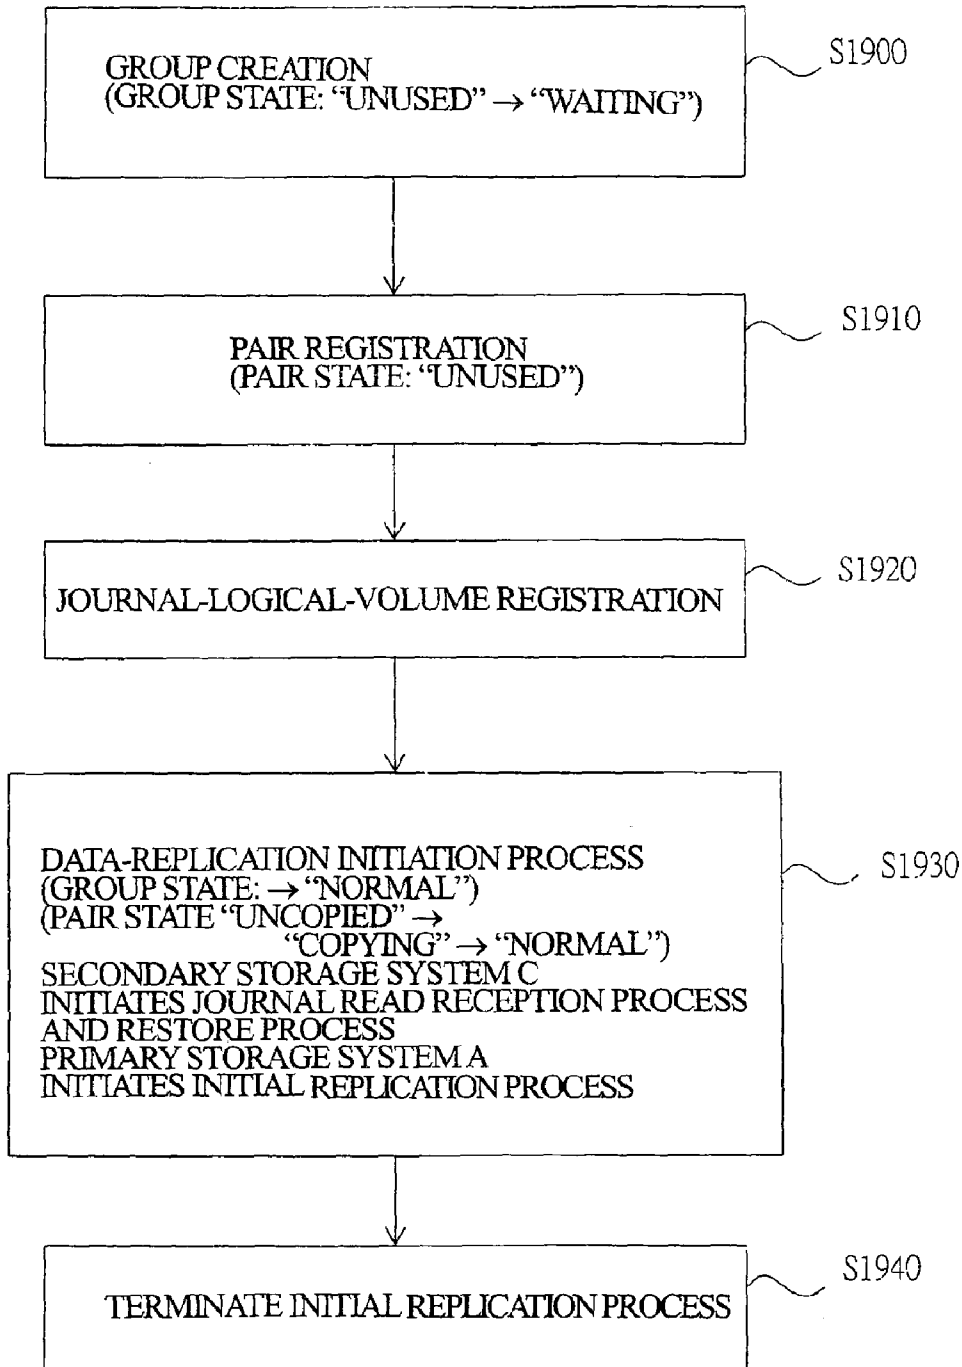 GROUP CREATION
(GROUP STATE: “UNUSED” → “WAITING”)
S1900
PAIR REGISTRATION
(PAIR STATE: “UNUSED”)
S1910
JOURNAL-LOGICAL-VOLUME REGISTRATION
S1920
DATA-REPLICATION INITIATION PROCESS
(GROUP STATE: → “NORMAL”)
(PAIR STATE “UNCOPIED” →
“COPYING” → “NORMAL”)
SECONDARY STORAGE SYSTEM C
INITIATES JOURNAL READ RECEPTION PROCESS
AND RESTORE PROCESS
PRIMARY STORAGE SYSTEM A
INITIATES INITIAL REPLICATION PROCESS
S1930
TERMINATE INITIAL REPLICATION PROCESS
S1940